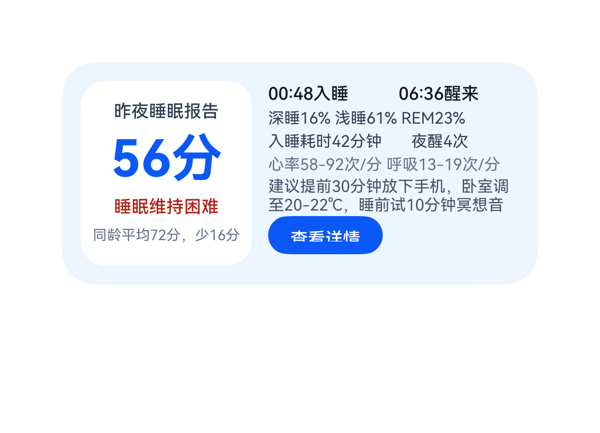 昨夜睡眠报告
56分
睡眠维持困难
同龄平均72分，少16分
00:48入睡 06:36醒来
深睡16% 浅睡61% REM23%
入睡耗时42分钟 夜醒4次
心率58-92次/分 呼吸13-19次/分
建议提前30分钟放下手机，卧室调
至20-22℃，睡前试10分钟冥想音
查看详情